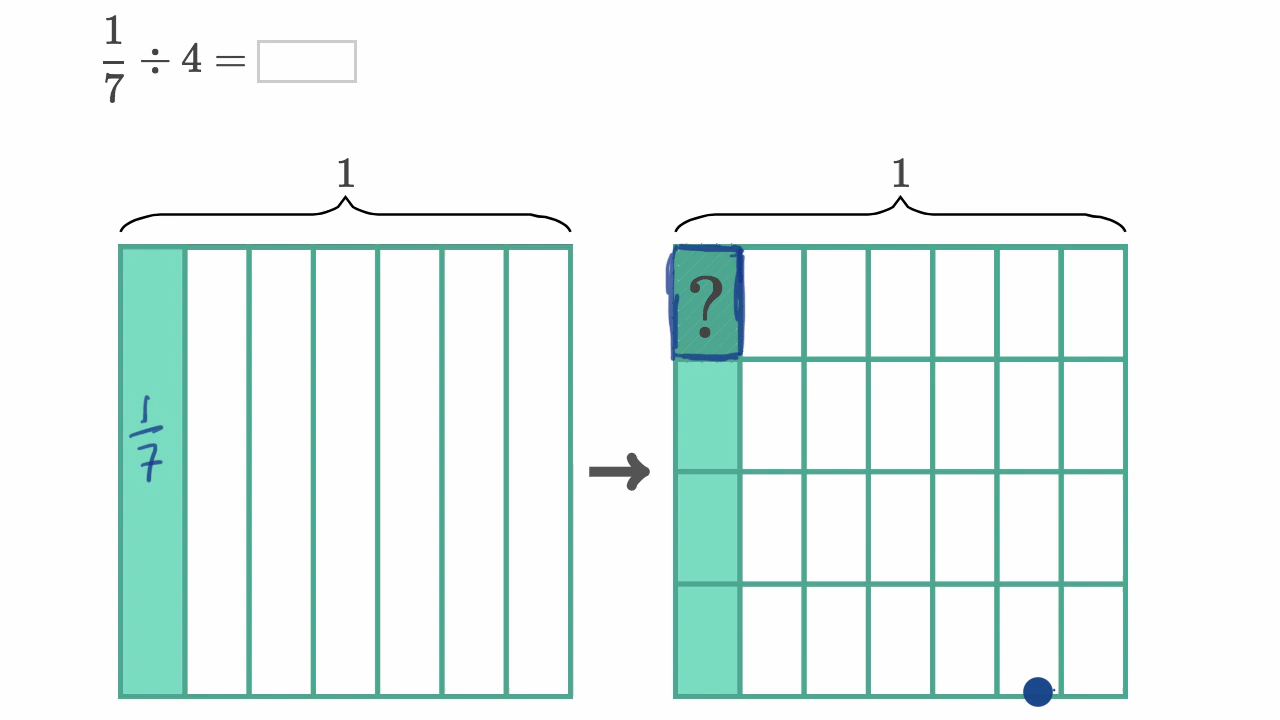 1/7 ÷ 4 =
1 1
?
1/7